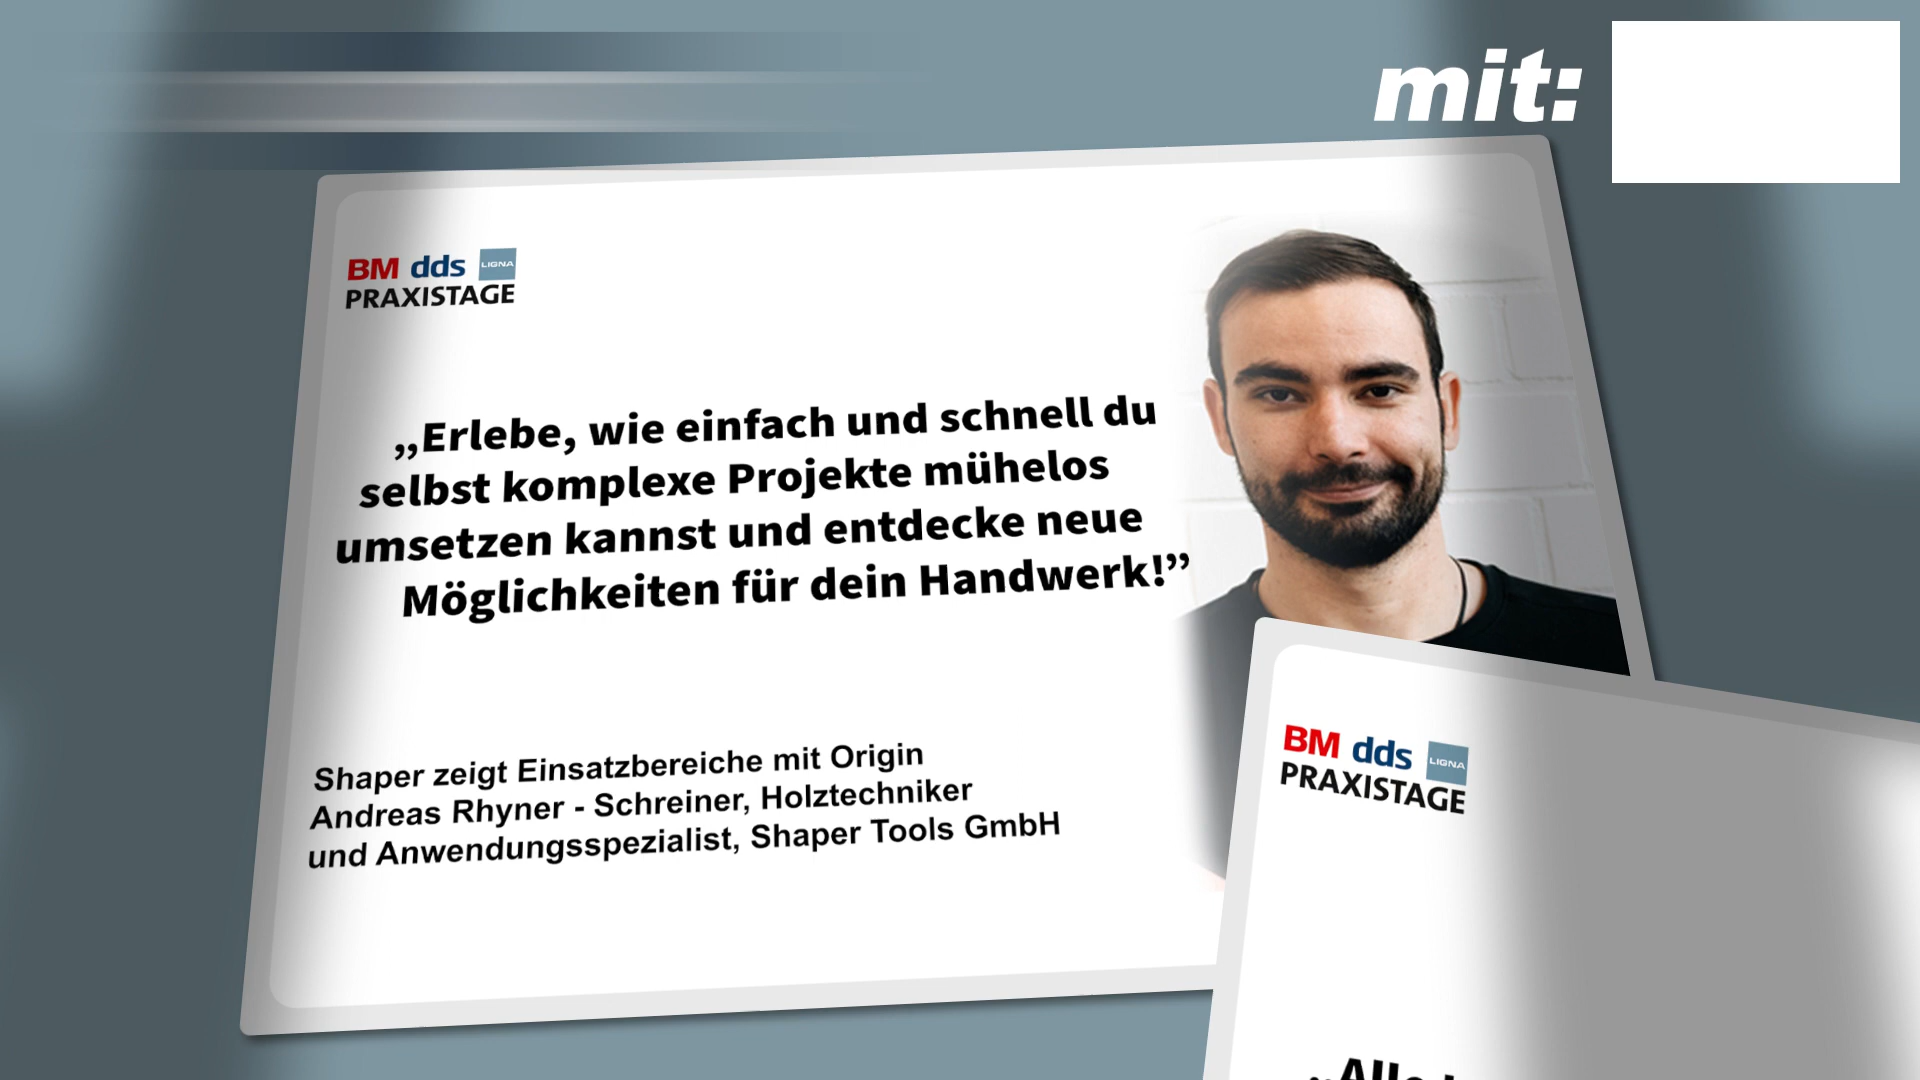 mit:
BM dds LIGNA
PRAXISTAGE
„Erlebe, wie einfach und schnell du
selbst komplexe Projekte mühelos
umsetzen kannst und entdecke neue
Möglichkeiten für dein Handwerk!”
Shaper zeigt Einsatzbereiche mit Origin
Andreas Rhyner - Schreiner, Holztechniker
und Anwendungsspezialist, Shaper Tools GmbH
BM dds LIGNA
PRAXISTAGE